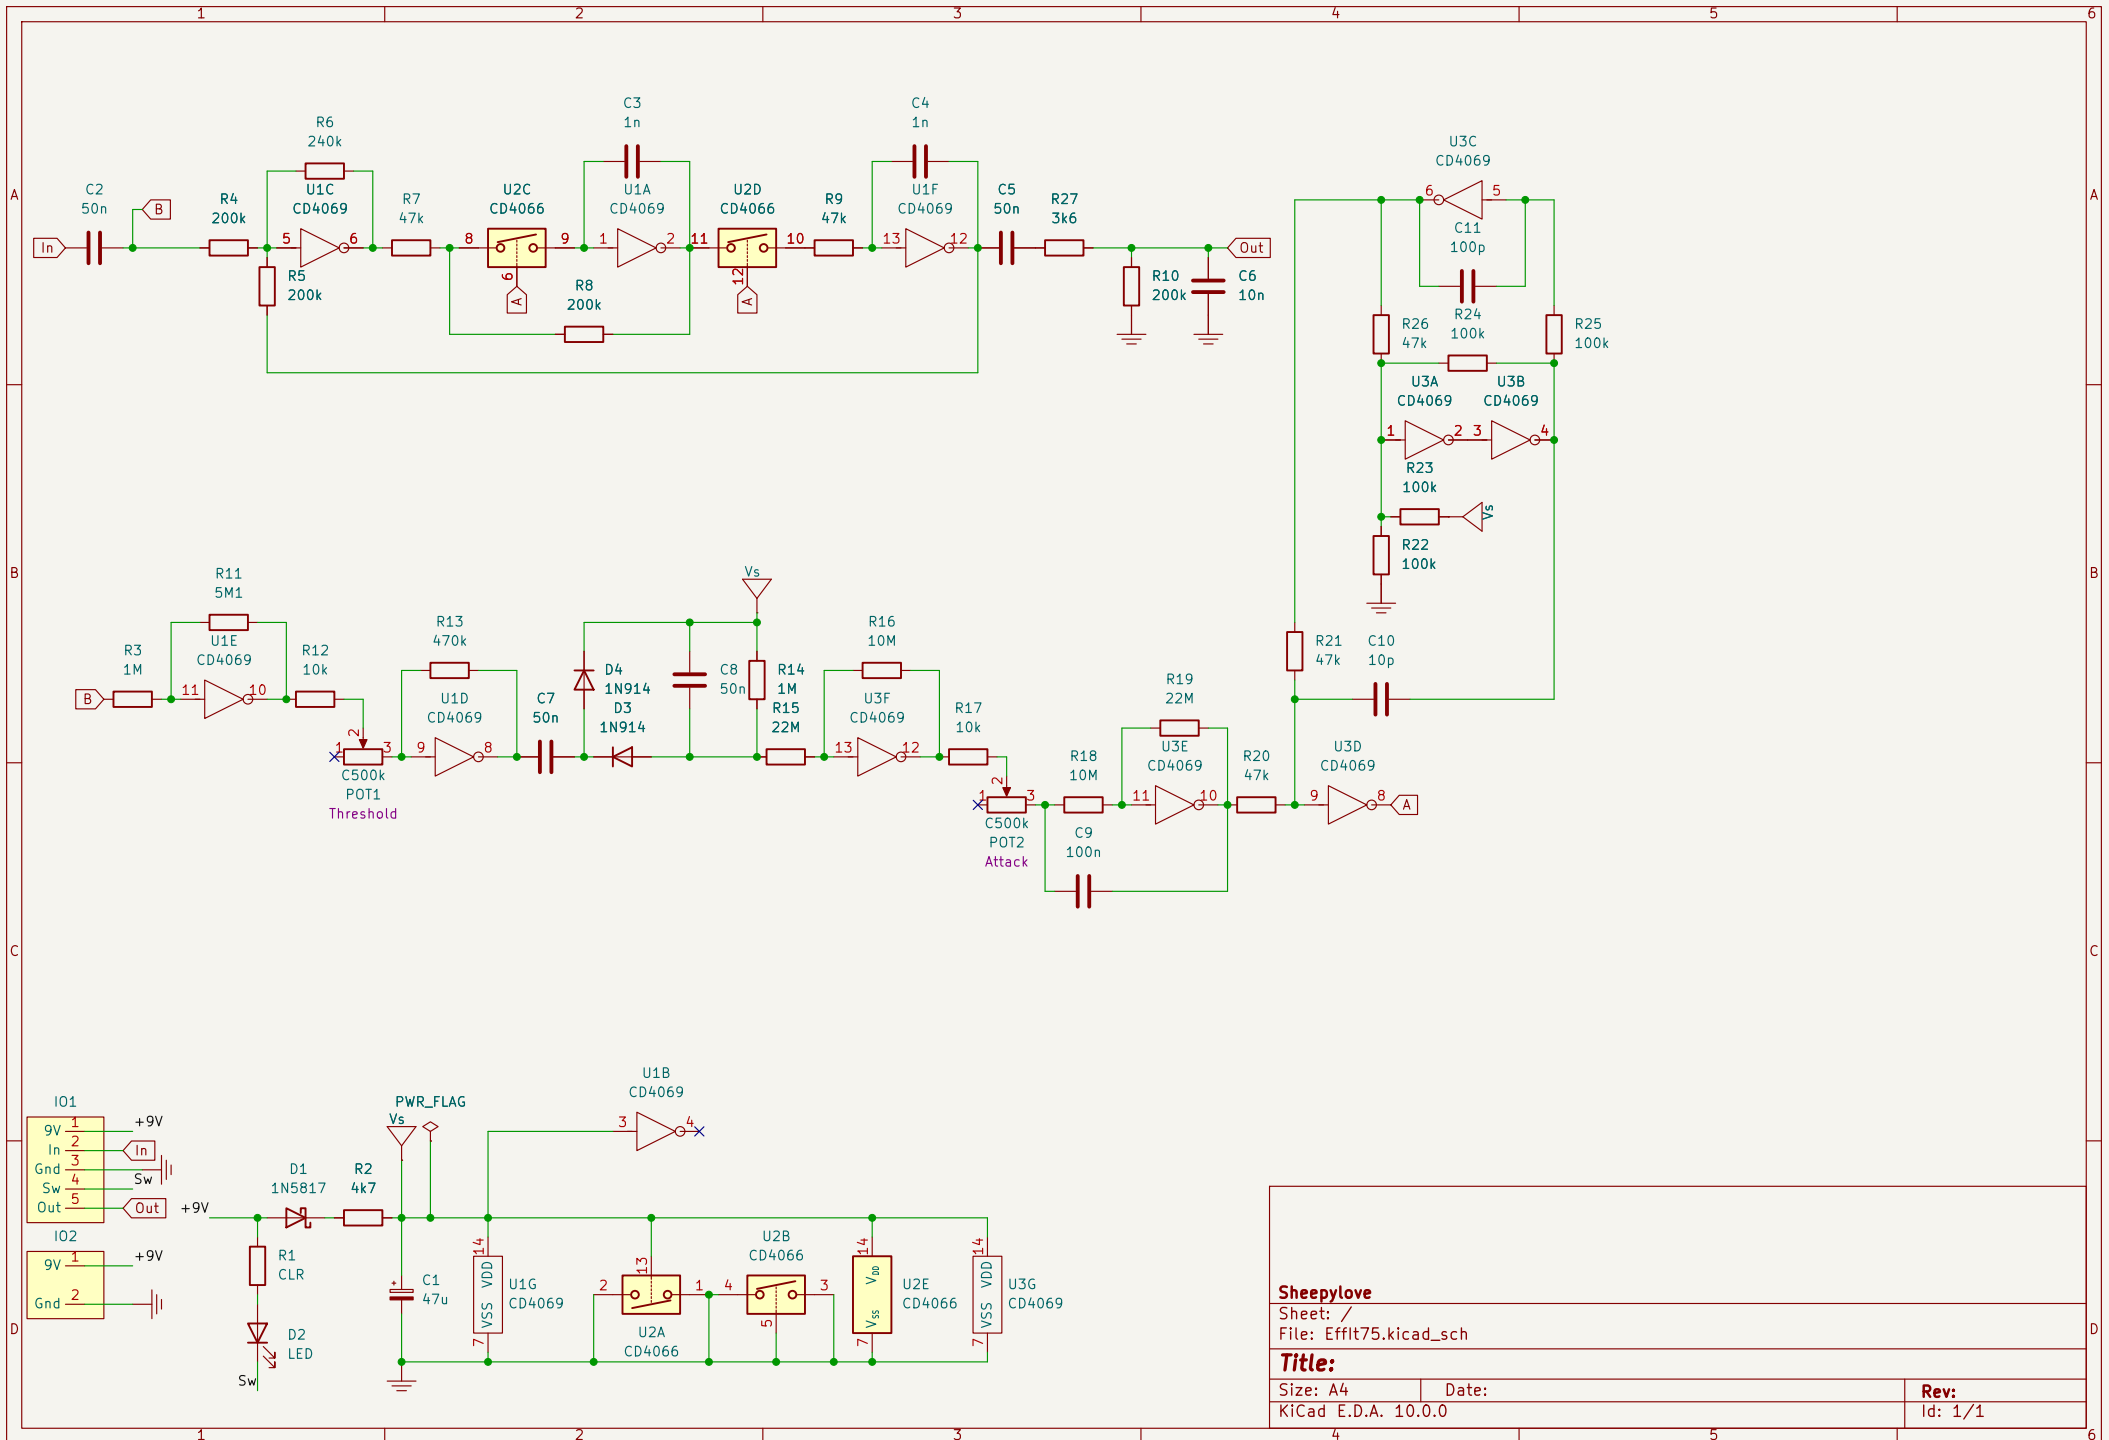 1 2 3 4 5 6
A
A
C3
1n
C4
1n
R6
240k
U3C
CD4069
C2
50n
B
R4
200k
U1C
CD4069
R7
47k
U2C
CD4066
U1A
CD4069
U2D
CD4066
R9
47k
U1F
CD4069
C5
50n
R27
3k6
6 5
C11
100p
In
5 6 8 9 1 2 11 10 13 12
Out
R5
200k
6
A
R8
200k
12
A
R10
200k
C6
10n
R24
100k
R26
47k
R25
100k
U3A
CD4069
U3B
CD4069
1 2 3 4
R23
100k
Vs
R22
100k
B
B
R11
5M1
Vs
R13
470k
R16
10M
R3
1M
U1E
CD4069
R12
10k
D4
1N914
C8
50n
R14
1M
R21
47k
C10
10p
B
11 10
U1D
CD4069
C7
50n
D3
1N914
R15
22M
U3F
CD4069
R17
10k
R19
22M
1 2 3
9 8
13 12
C500k
POT1
Threshold
R18
10M
U3E
CD4069
R20
47k
U3D
CD4069
1 2 3
11 10
9 8
A
C500k
POT2
Attack
C9
100n
C
C
U1B
CD4069
3 4
IO1
9V 1 +9V
In 2 In
Gnd 3
Sw 4 Sw
Out 5 Out
PWR_FLAG
Vs
D1
1N5817
R2
4k7
+9V
IO2
9V 1 +9V
Gnd 2
R1
CLR
D2
LED
Sw
C1
47u
+
14
VDD
VSS
7
U1G
CD4069
13
2 1
U2A
CD4066
U2B
CD4066
4 3
5
14
VDD
VSS
7
U2E
CD4066
14
VDD
VSS
7
U3G
CD4069
D
D
Sheepylove
Sheet: /
File: Efflt75.kicad_sch
Title:
Size: A4 Date: Rev:
KiCad E.D.A. 10.0.0 Id: 1/1
1 2 3 4 5 6